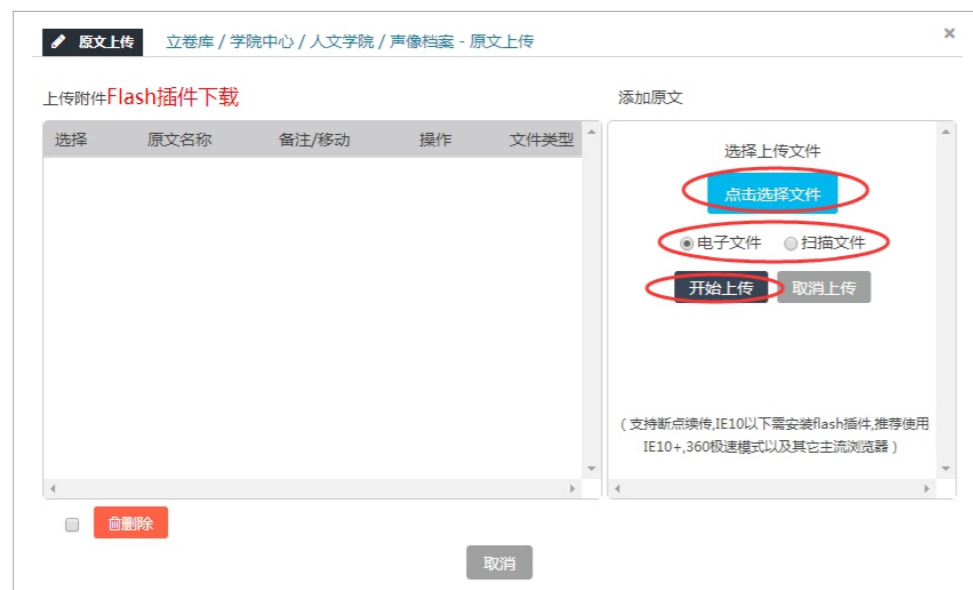 原文上传 立卷库 / 学院中心 / 人文学院 / 声像档案 - 原文上传 ×
上传附件Flash插件下载
添加原文
选择 原文名称 备注/移动 操作 文件类型
选择上传文件
点击选择文件
电子文件 扫描文件
开始上传 取消上传
(支持断点续传,IE10以下需安装flash插件,推荐使用
IE10+,360极速模式以及其它主流浏览器)
删除
取消